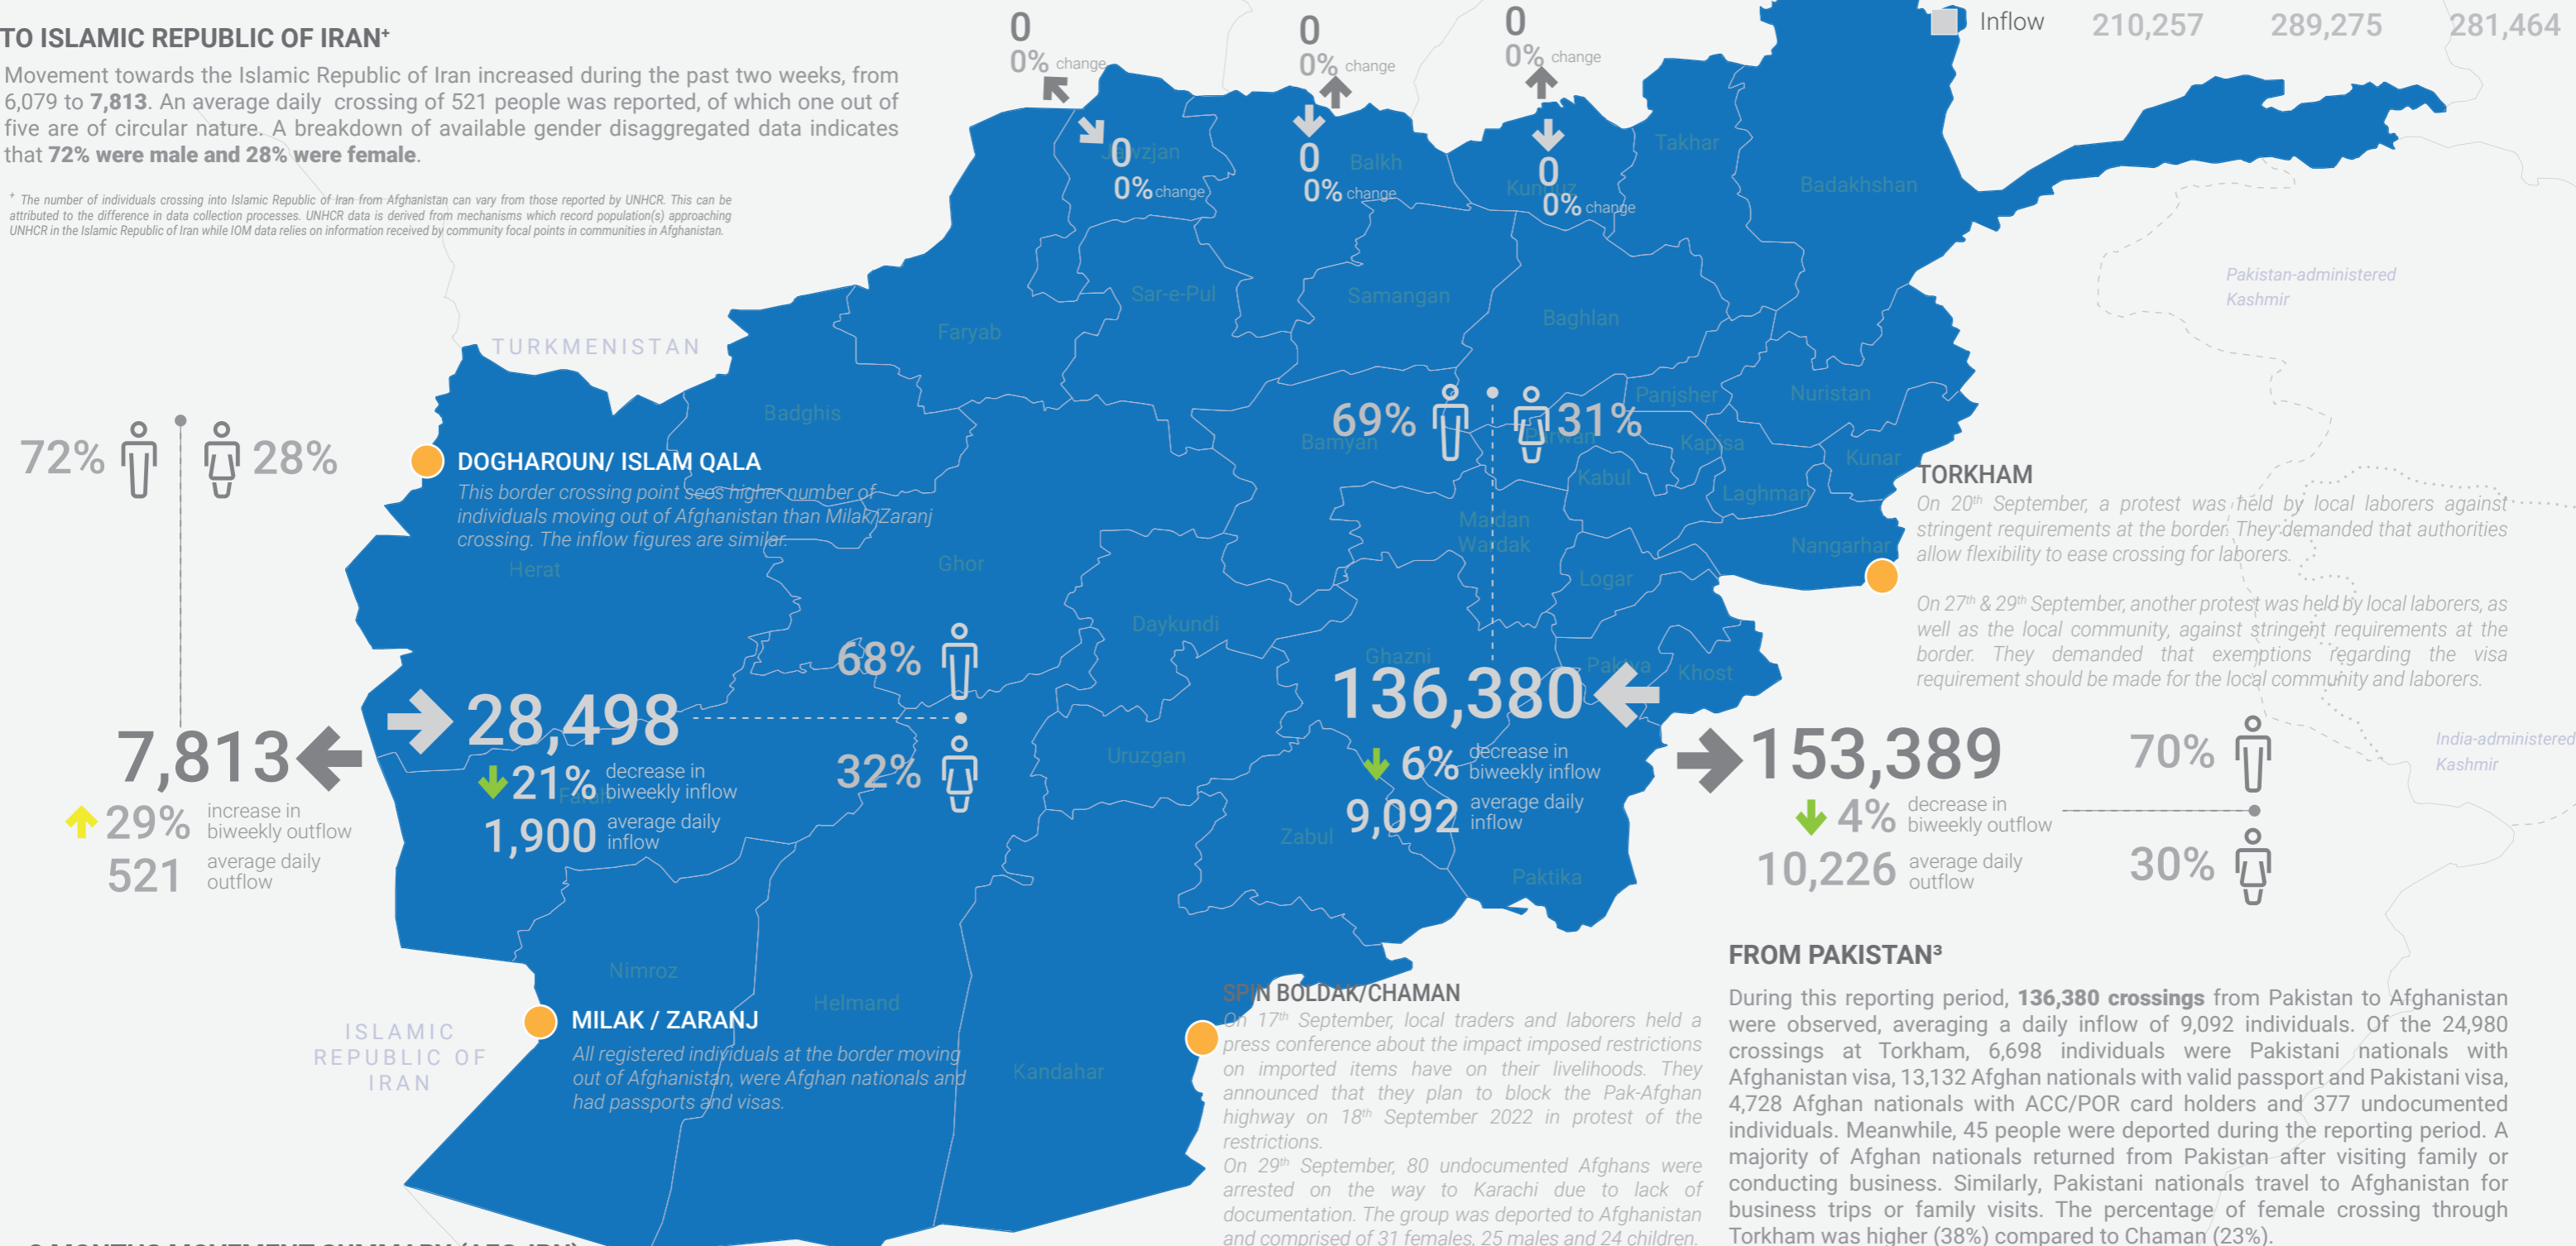 TO ISLAMIC REPUBLIC OF IRAN⁺
Movement towards the Islamic Republic of Iran increased during the past two weeks, from
6,079 to 7,813. An average daily crossing of 521 people was reported, of which one out of
five are of circular nature. A breakdown of available gender disaggregated data indicates
that 72% were male and 28% were female.
⁺ The number of individuals crossing into Islamic Republic of Iran from Afghanistan can vary from those reported by UNHCR. This can be
attributed to the difference in data collection processes. UNHCR data is derived from mechanisms which record population(s) approaching
UNHCR in the Islamic Republic of Iran while IOM data relies on information received by community focal points in communities in Afghanistan.
0
0% change
0
0% change
0
0% change
0
0% change
0
0% change
0
0% change
Inflow 210,257 289,275 281,464
Jawzjan
Balkh
Kunduz
Takhar
Badakhshan
Sar-e-Pul
Samangan
Baghlan
Faryab
TURKMENISTAN
Badghis
Pakistan-administered
Kashmir
Panjsher
Nuristan
Bamyan
Parwan
Kapisa
Kabul
Kunar
Laghman
72% 28%
69% 31%
DOGHAROUN/ ISLAM QALA
This border crossing point sees higher number of
individuals moving out of Afghanistan than Milak/Zaranj
crossing. The inflow figures are similar.
Herat
Ghor
Maidan
Wardak
Nangarhar
Logar
Daykundi
Ghazni
Paktya
Khost
TORKHAM
On 20th September, a protest was held by local laborers against
stringent requirements at the border. They demanded that authorities
allow flexibility to ease crossing for laborers.
On 27th & 29th September, another protest was held by local laborers, as
well as the local community, against stringent requirements at the
border. They demanded that exemptions regarding the visa
requirement should be made for the local community and laborers.
7,813
29% increase in
biweekly outflow
521 average daily
outflow
28,498
21% decrease in
biweekly inflow
1,900 average daily
inflow
Farah
68%
32%
Uruzgan
136,380
6% decrease in
biweekly inflow
9,092 average daily
inflow
Zabul
Paktika
153,389
4% decrease in
biweekly outflow
10,226 average daily
outflow
70%
30%
India-administered
Kashmir
Nimroz
Helmand
Kandahar
ISLAMIC
REPUBLIC OF
IRAN
MILAK / ZARANJ
All registered individuals at the border moving
out of Afghanistan, were Afghan nationals and
had passports and visas.
SPIN BOLDAK/CHAMAN
On 17th September, local traders and laborers held a
press conference about the impact imposed restrictions
on imported items have on their livelihoods. They
announced that they plan to block the Pak-Afghan
highway on 18th September 2022 in protest of the
restrictions.
On 29th September, 80 undocumented Afghans were
arrested on the way to Karachi due to lack of
documentation. The group was deported to Afghanistan
and comprised of 31 females, 25 males and 24 children.
FROM PAKISTAN³
During this reporting period, 136,380 crossings from Pakistan to Afghanistan
were observed, averaging a daily inflow of 9,092 individuals. Of the 24,980
crossings at Torkham, 6,698 individuals were Pakistani nationals with
Afghanistan visa, 13,132 Afghan nationals with valid passport and Pakistani visa,
4,728 Afghan nationals with ACC/POR card holders and 377 undocumented
individuals. Meanwhile, 45 people were deported during the reporting period. A
majority of Afghan nationals returned from Pakistan after visiting family or
conducting business. Similarly, Pakistani nationals travel to Afghanistan for
business trips or family visits. The percentage of female crossing through
Torkham was higher (38%) compared to Chaman (23%).